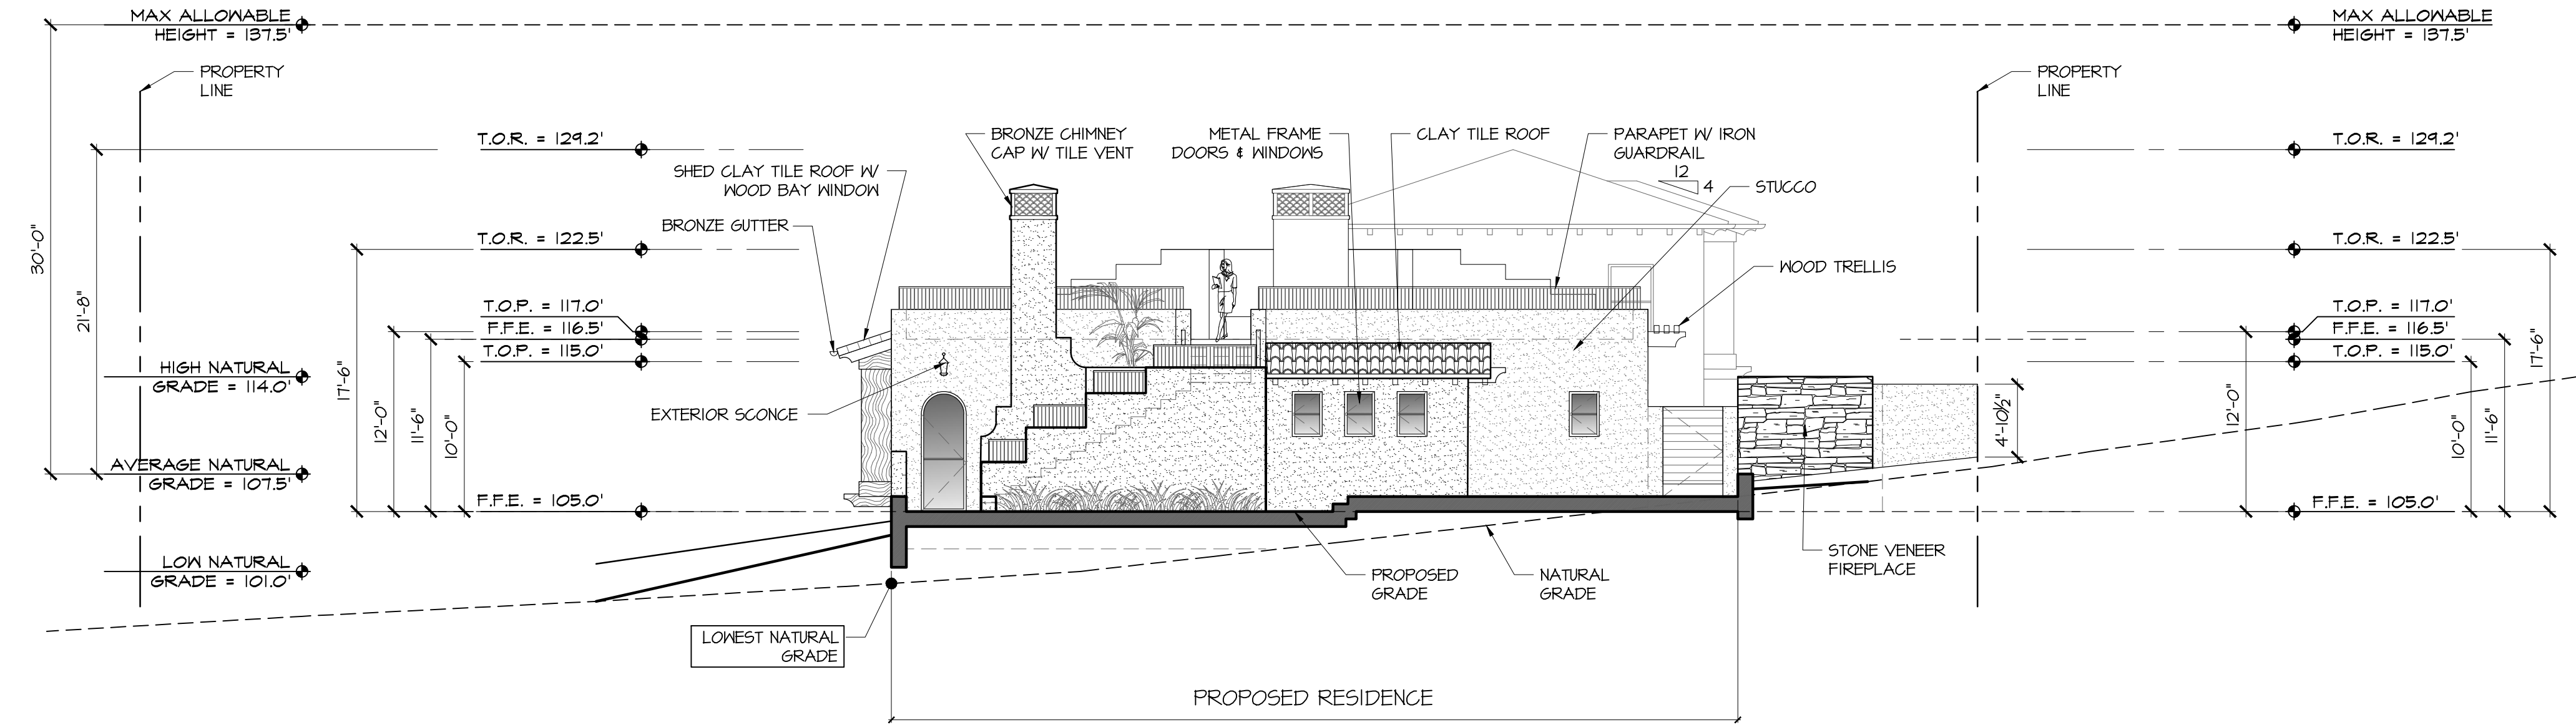 MAX ALLOWABLE
HEIGHT = 137.5'
MAX ALLOWABLE
HEIGHT = 137.5'
PROPERTY
LINE
PROPERTY
LINE
T.O.R. = 129.2'
BRONZE CHIMNEY
CAP W/ TILE VENT
METAL FRAME
DOORS & WINDOWS
CLAY TILE ROOF
PARAPET W/ IRON
GUARDRAIL
T.O.R. = 129.2'
SHED CLAY TILE ROOF W/
WOOD BAY WINDOW
12
4
STUCCO
BRONZE GUTTER
30'-0"
21'-8"
T.O.R. = 122.5'
T.O.R. = 122.5'
WOOD TRELLIS
T.O.P. = 117.0'
F.F.E. = 116.5'
T.O.P. = 115.0'
T.O.P. = 117.0'
F.F.E. = 116.5'
T.O.P. = 115.0'
HIGH NATURAL
GRADE = 114.0'
17'-6"
12'-0"
11'-6"
10'-0"
EXTERIOR SCONCE
4'-10½"
12'-0"
10'-0"
11'-6"
17'-6"
AVERAGE NATURAL
GRADE = 107.5'
F.F.E. = 105.0'
F.F.E. = 105.0'
LOW NATURAL
GRADE = 101.0'
STONE VENEER
FIREPLACE
PROPOSED
GRADE
NATURAL
GRADE
LOWEST NATURAL
GRADE
PROPOSED RESIDENCE